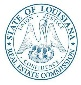 STATE OF LOUISIANA
REAL ESTATE COMMISSION